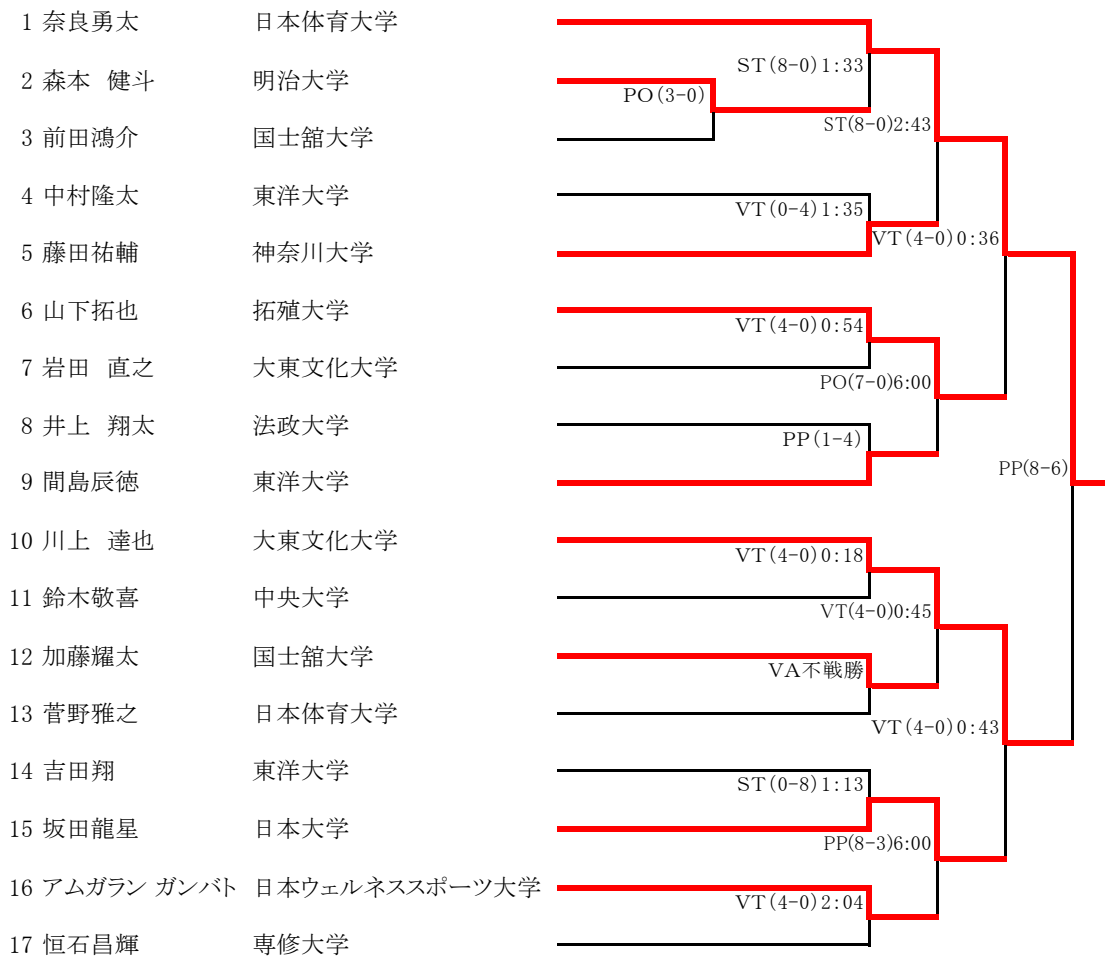 1 奈良勇太 日本体育大学
ST(8-0)1:33
2 森本 健斗 明治大学
PO(3-0)
ST(8-0)2:43
3 前田鴻介 国士舘大学
4 中村隆太 東洋大学
VT(0-4)1:35
VT(4-0)0:36
5 藤田祐輔 神奈川大学
6 山下拓也 拓殖大学
VT(4-0)0:54
7 岩田 直之 大東文化大学
PO(7-0)6:00
8 井上 翔太 法政大学
PP(1-4)
PP(8-6)
9 間島辰徳 東洋大学
10 川上 達也 大東文化大学
VT(4-0)0:18
11 鈴木敬喜 中央大学
VT(4-0)0:45
12 加藤耀太 国士舘大学
VA不戦勝
13 菅野雅之 日本体育大学
VT(4-0)0:43
14 吉田翔 東洋大学
ST(0-8)1:13
15 坂田龍星 日本大学
PP(8-3)6:00
16 アムガラン ガンバト 日本ウェルネススポーツ大学
VT(4-0)2:04
17 恒石昌輝 専修大学